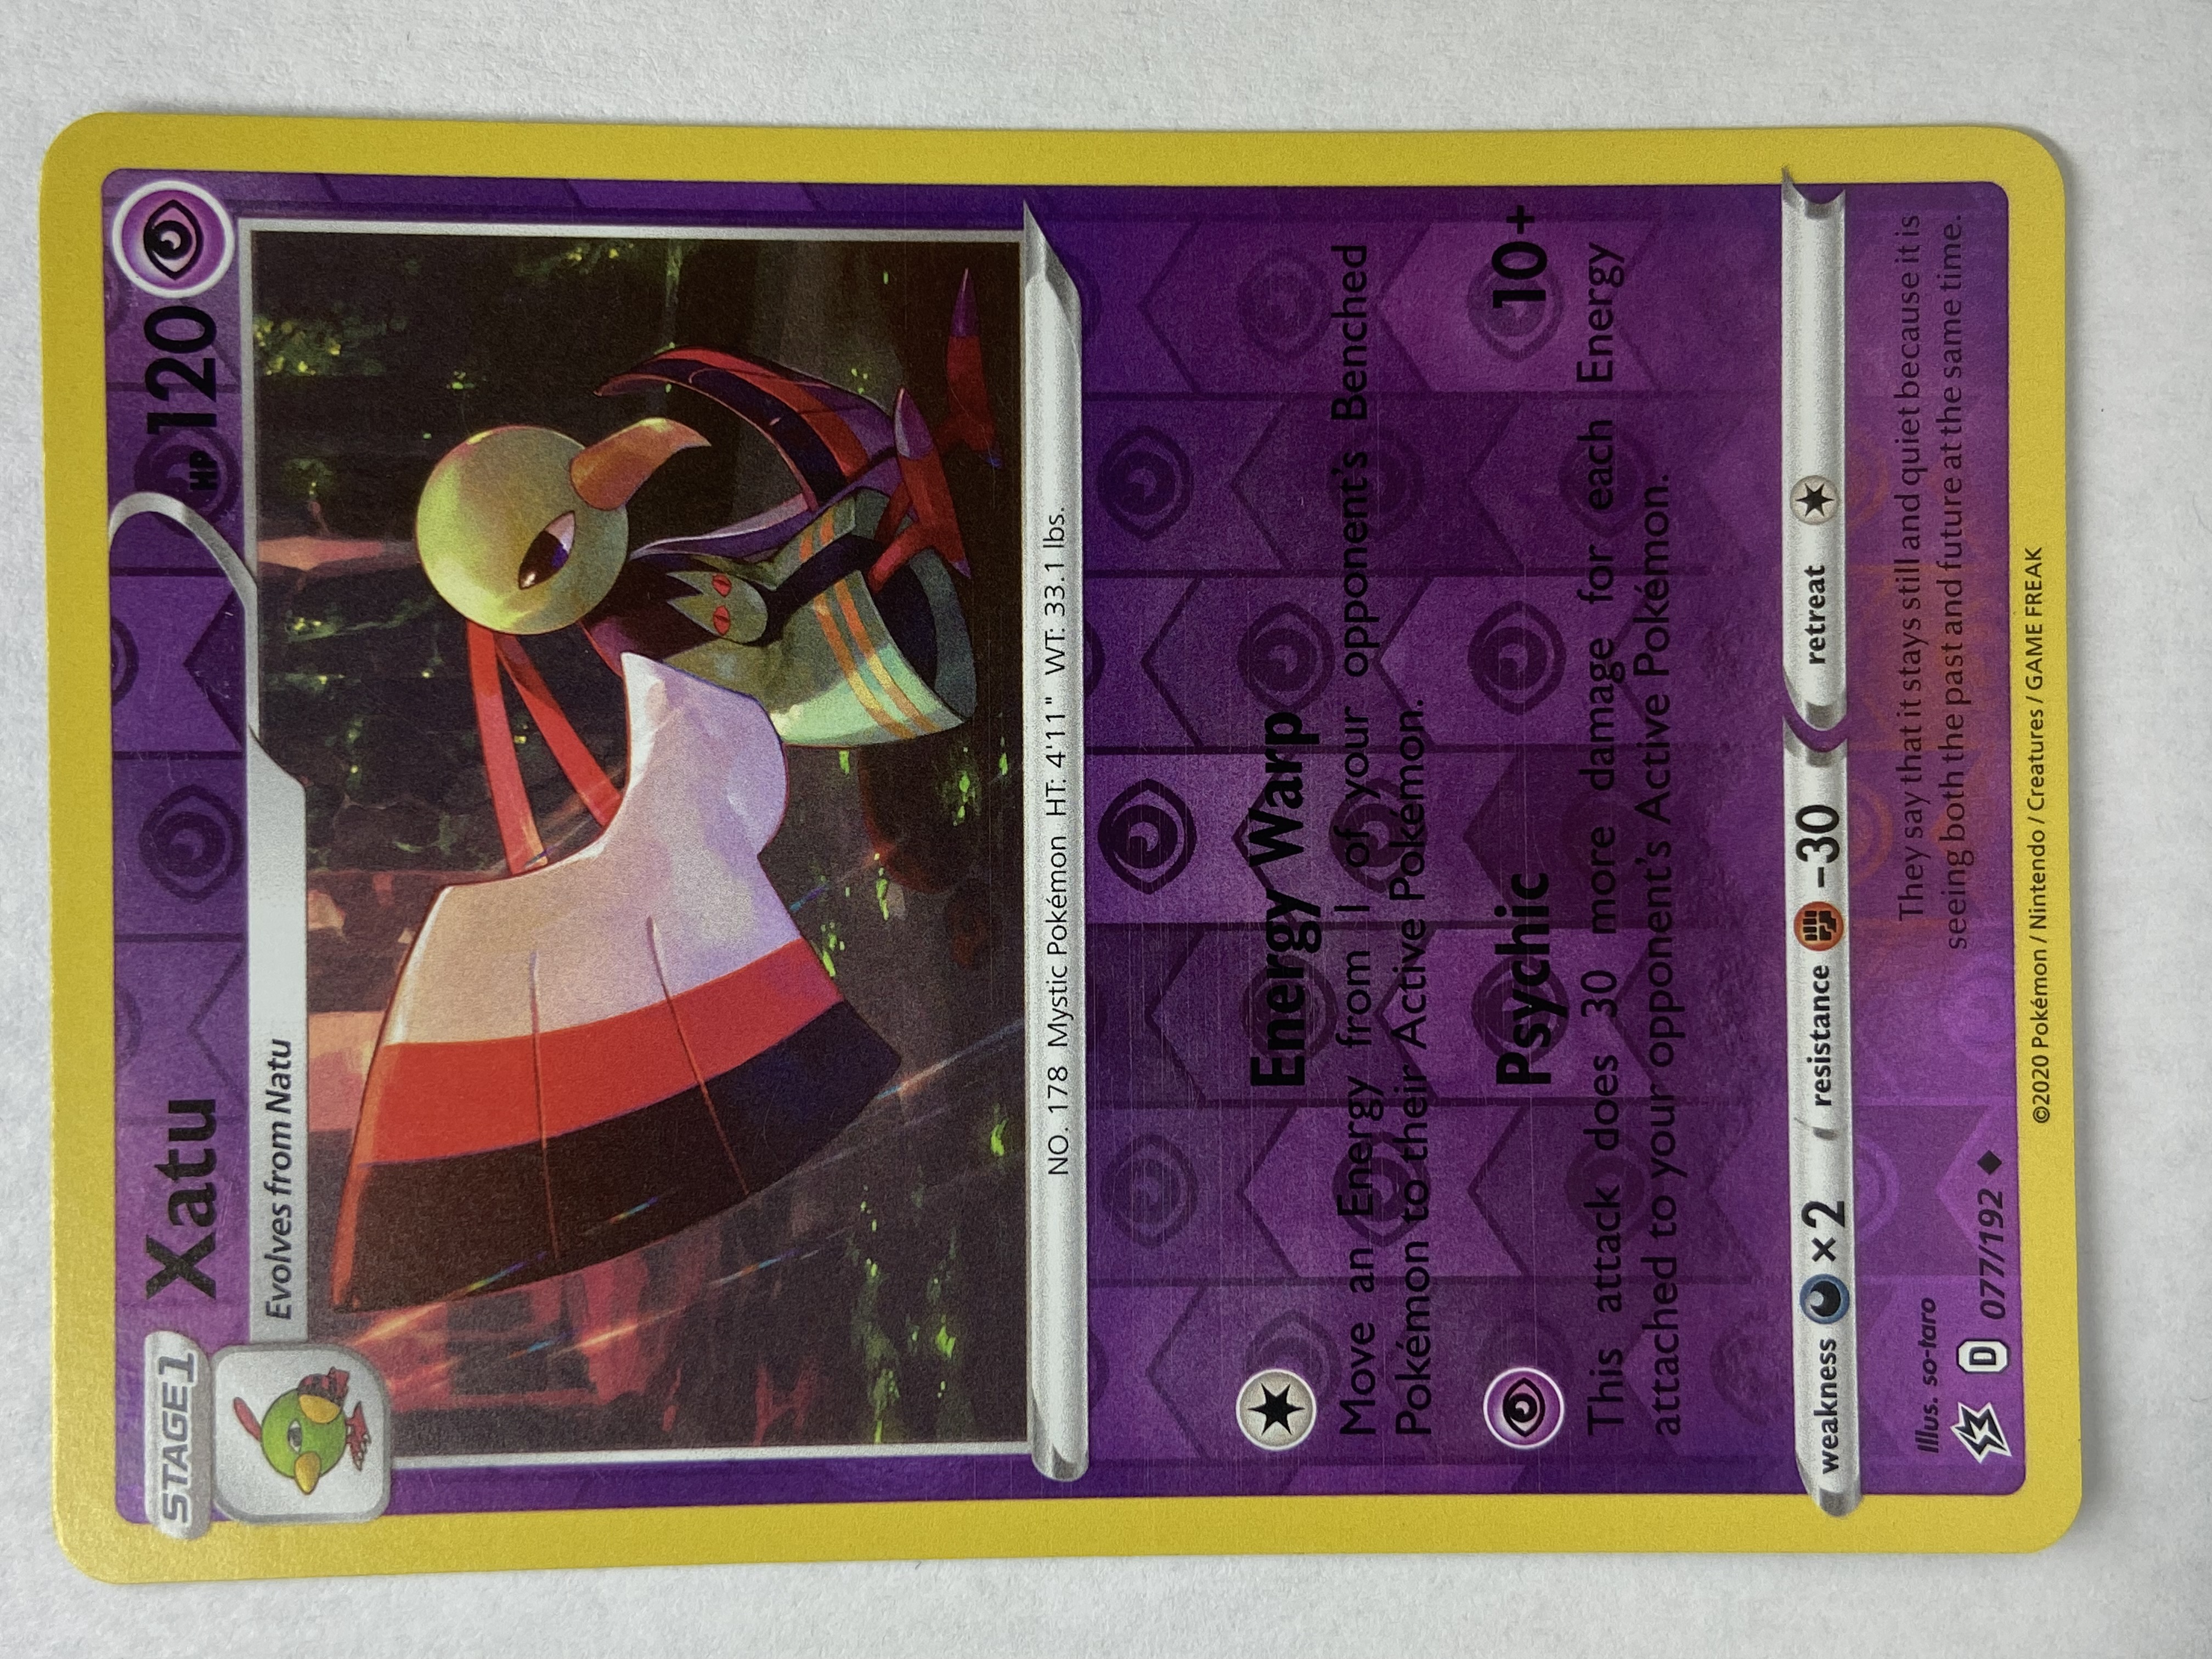 STAGE 1 Xatu HP 120
Evolves from Natu
NO. 178 Mystic Pokémon HT: 4'11" WT: 33.1 lbs.
Energy Warp
Move an Energy from 1 of your opponent's Benched
Pokémon to their Active Pokémon.
Psychic 10+
This attack does 30 more damage for each Energy
attached to your opponent's Active Pokémon.
weakness ×2 resistance -30 retreat
Illus. so-taro
They say that it stays still and quiet because it is
seeing both the past and future at the same time.
D 077/192
©2020 Pokémon / Nintendo / Creatures / GAME FREAK